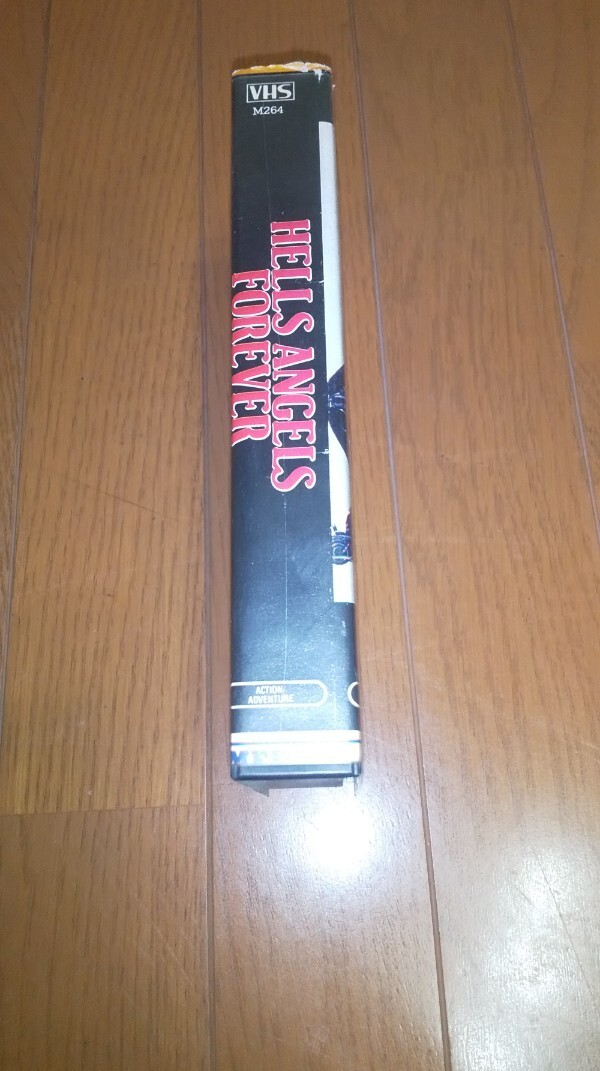 VHS
M264
HELLS ANGELS
FOREVER
ACTION/
ADVENTURE